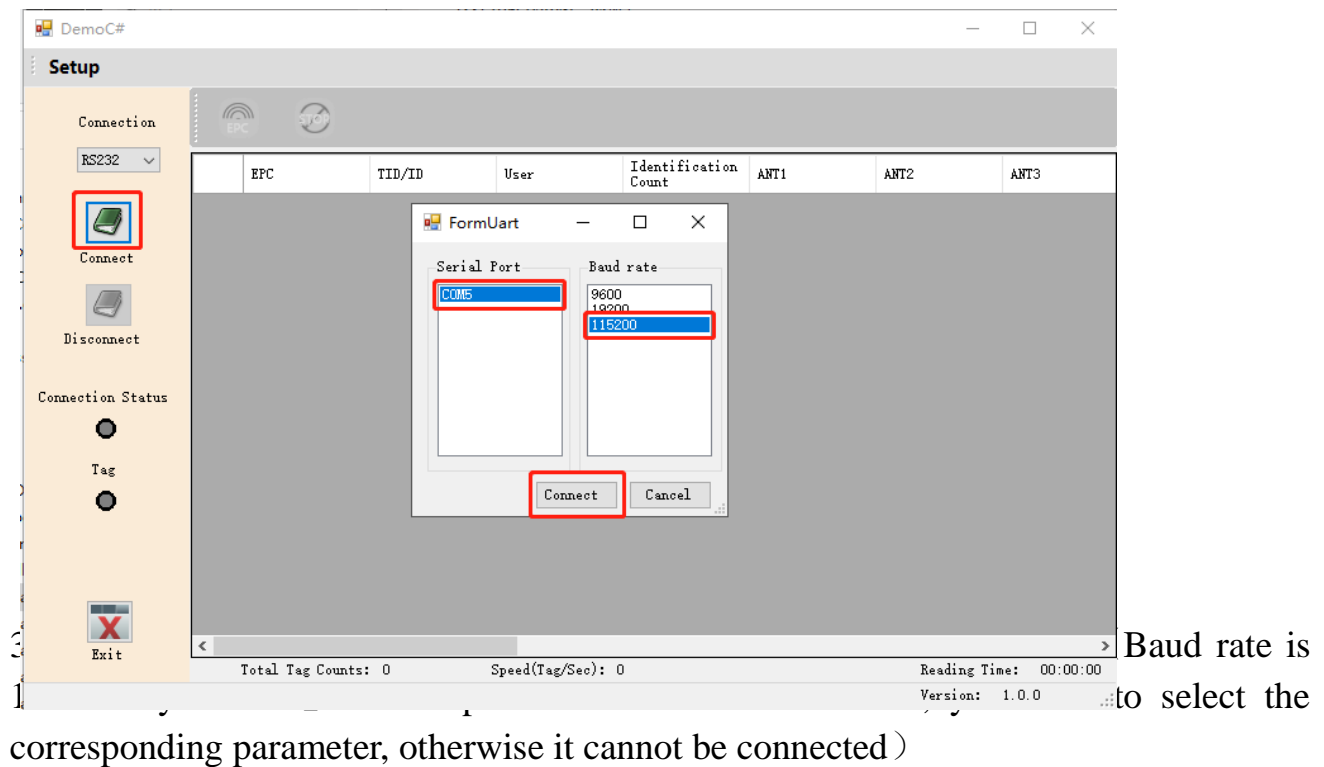 DemoC#
Setup
Connection
RS232
Connect
Disconnect
Connection Status
Tag
Exit
EPC
STOP
EPC TID/ID User Identification Count ANT1 ANT2 ANT3
FormUart
Serial Port
COM5
Baud rate
9600
19200
115200
Connect Cancel
Total Tag Counts: 0 Speed(Tag/Sec): 0 Reading Time: 00:00:00
Version: 1.0.0
Baud rate is
to select the
corresponding parameter, otherwise it cannot be connected）